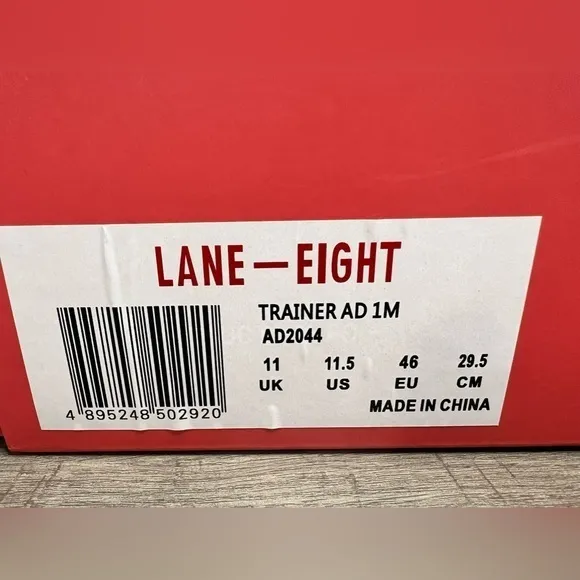 LANE—EIGHT
TRAINER AD 1M
AD2044
11 11.5 46 29.5
UK US EU CM
MADE IN CHINA
4 895248 502920